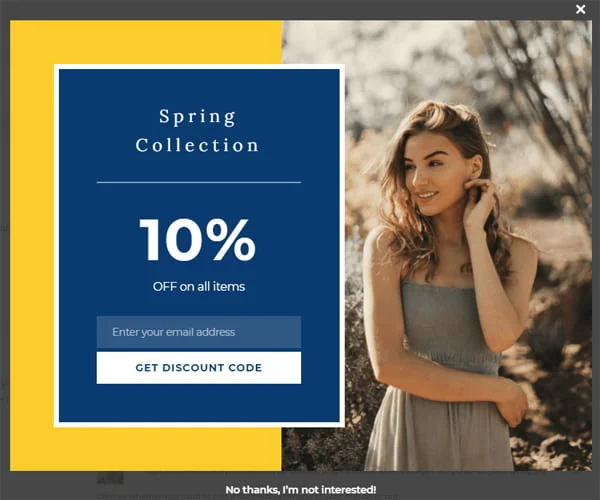 ×
Spring
Collection
10%
OFF on all items
Enter your email address
GET DISCOUNT CODE
No thanks, I'm not interested!